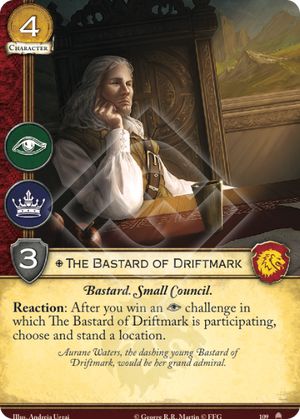 4
CHARACTER
3
THE BASTARD OF DRIFTMARK
Bastard. Small Council.
Reaction: After you win an challenge in
which The Bastard of Driftmark is participating,
choose and stand a location.
Aurane Waters, the dashing young Bastard of
Driftmark, would be her grand admiral.
Illus. Andreia Ugrai
© George R.R. Martin © FFG
109